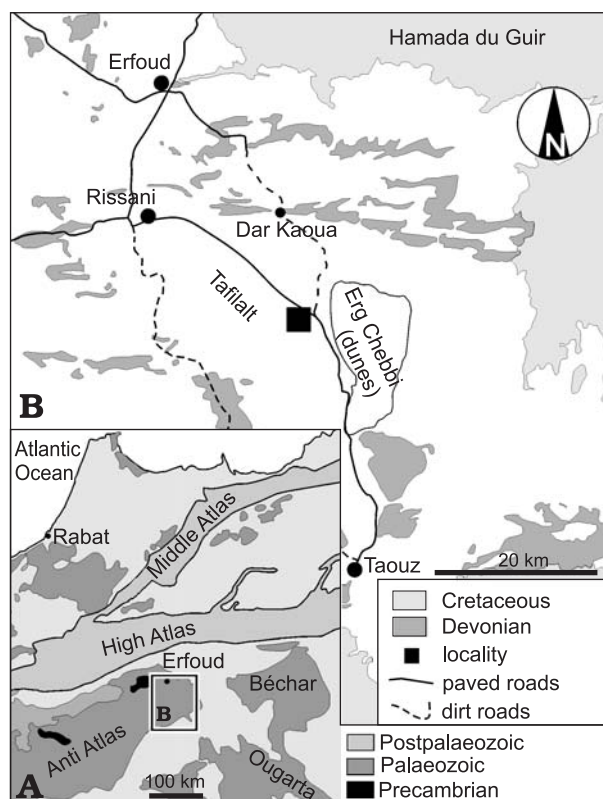 Hamada du Guir
Erfoud
N
Rissani
Dar Kaoua
Tafilalt
Erg Chebbi
(dunes)
B
Atlantic
Ocean
Rabat
Middle Atlas
High Atlas
Erfoud
Béchar
B
Anti Atlas
Ougarta
A
100 km
Taouz
20 km
Cretaceous
Devonian
locality
paved roads
dirt roads
Postpalaeozoic
Palaeozoic
Precambrian